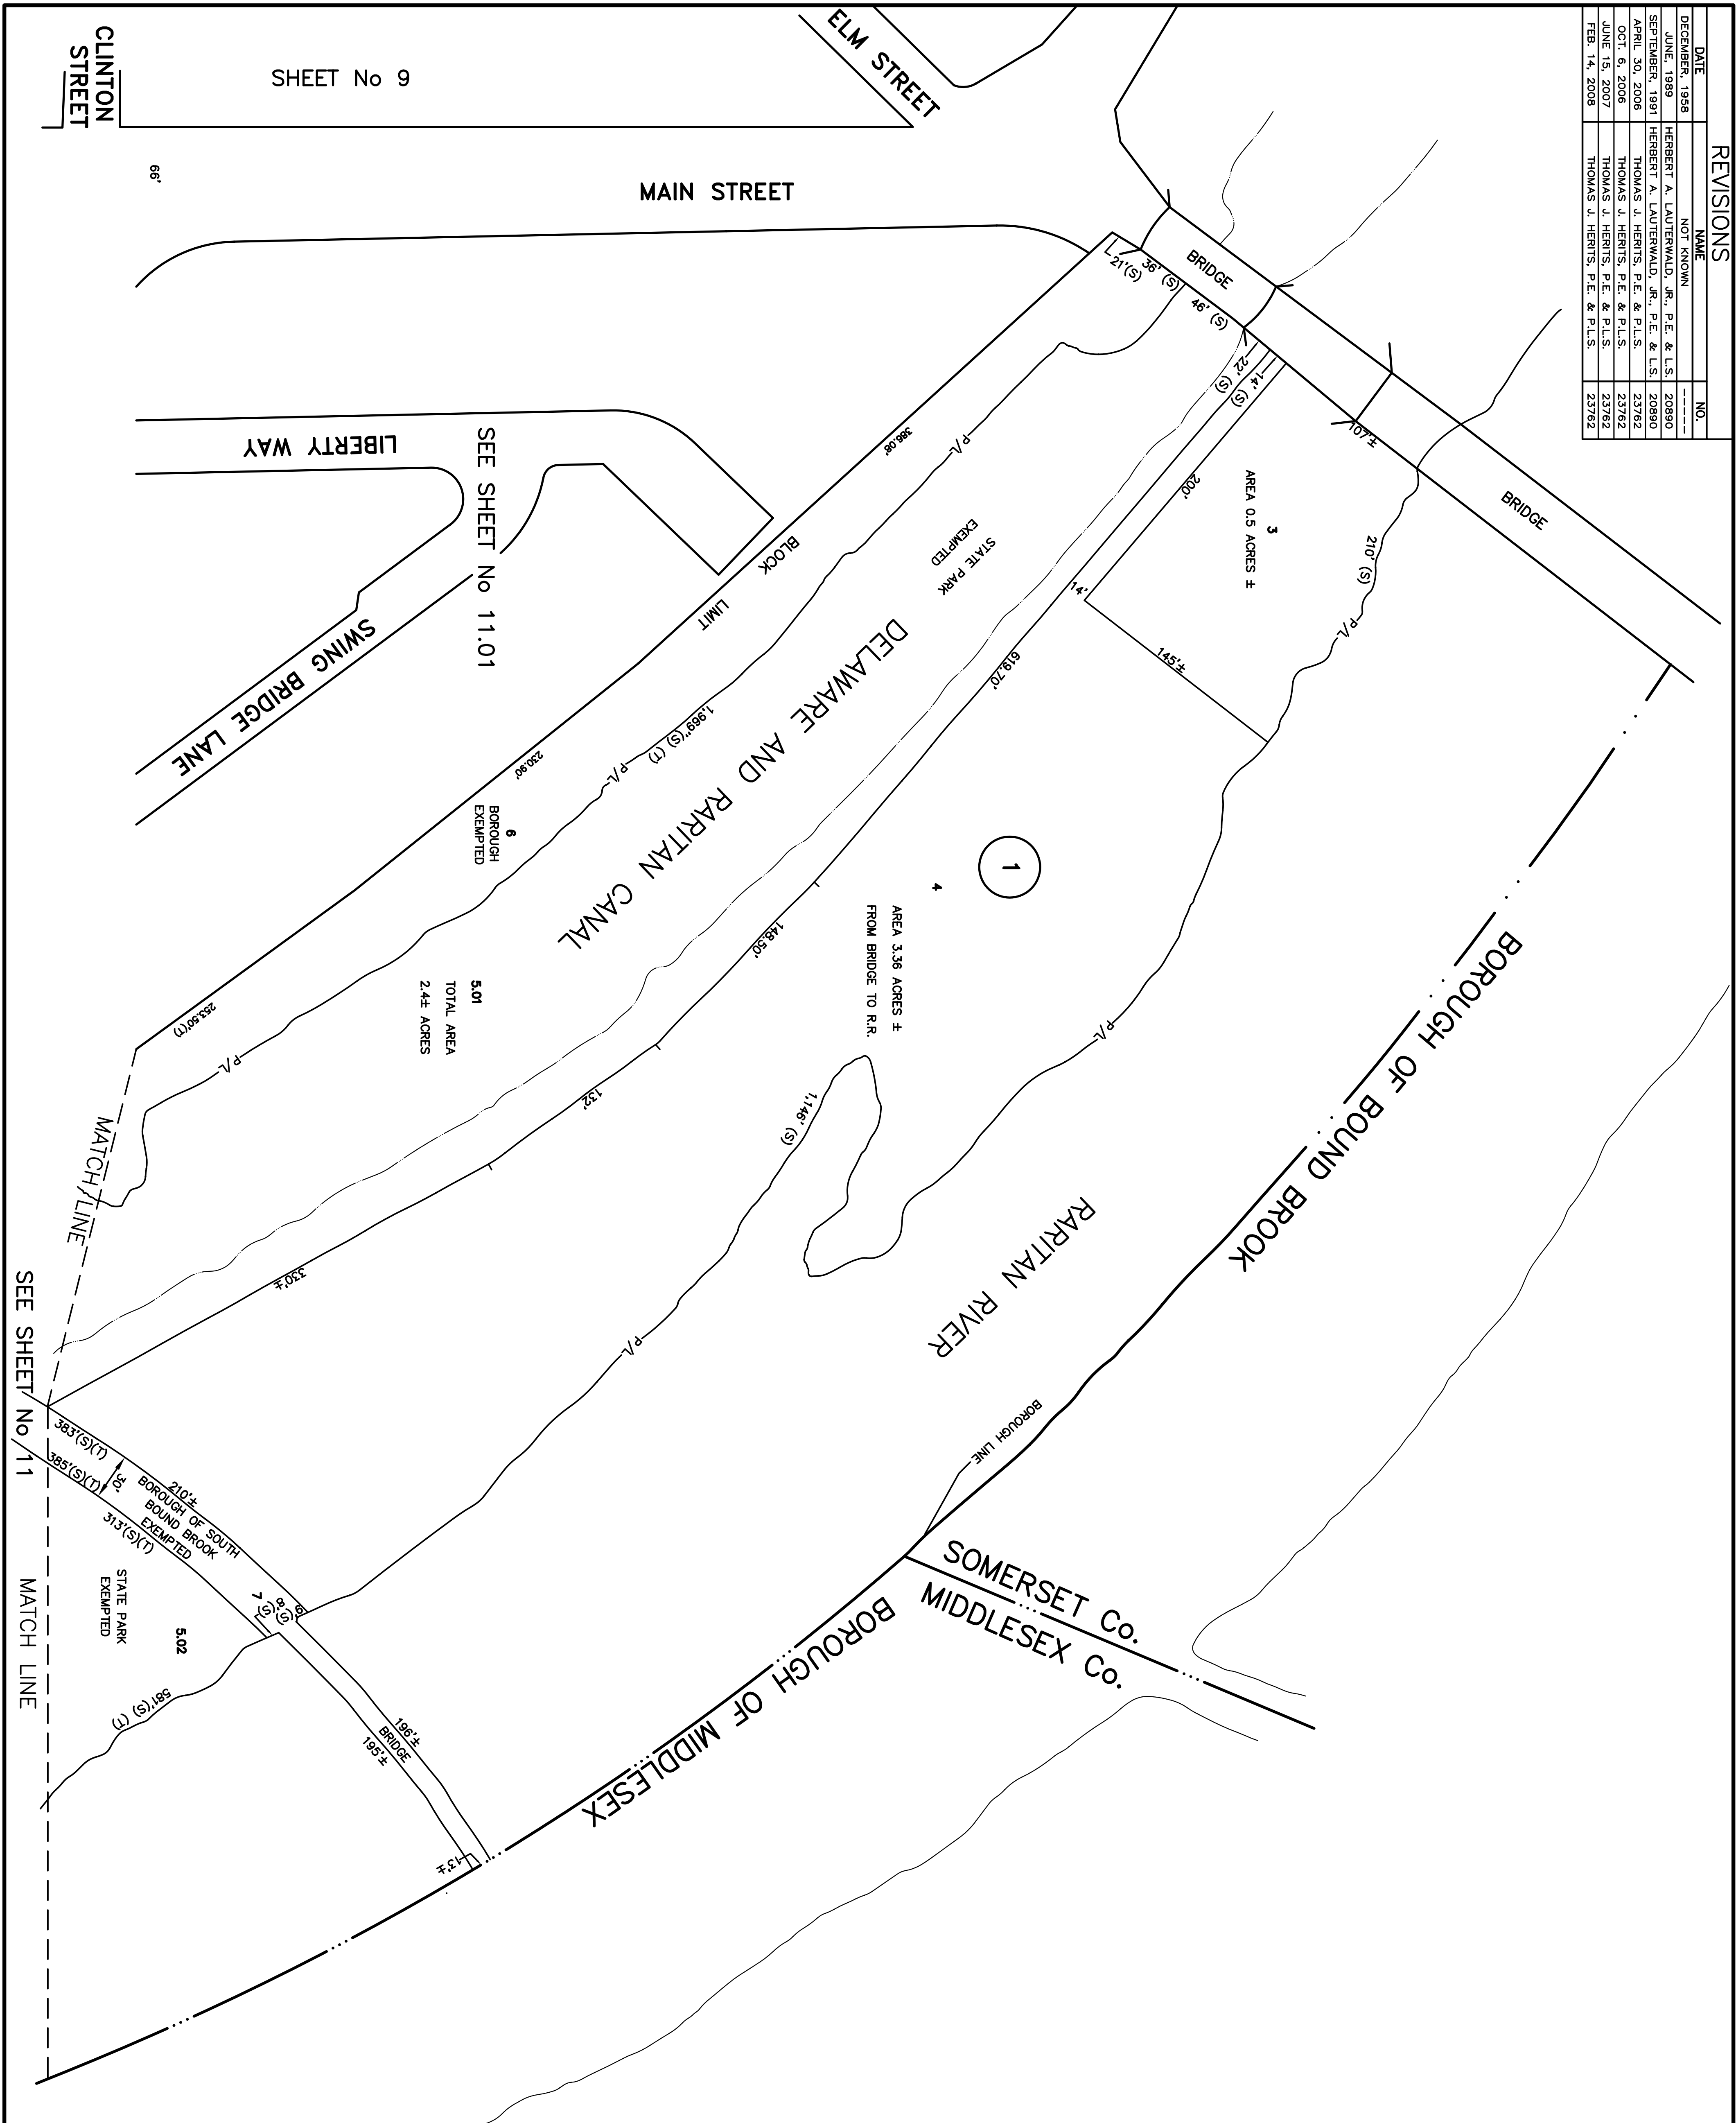 REVISIONS
DATE NAME NO.
DECEMBER, 1958 NOT KNOWN -----
JUNE, 1989 HERBERT A. LAUTERWALD, JR., P.E. & L.S. 20890
SEPTEMBER, 1991 HERBERT A. LAUTERWALD, JR., P.E. & L.S. 20890
APRIL 30, 2006 THOMAS J. HERITS, P.E. & P.L.S. 23762
OCT. 6, 2006 THOMAS J. HERITS, P.E. & P.L.S. 23762
JUNE 15, 2007 THOMAS J. HERITS, P.E. & P.L.S. 23762
FEB. 14, 2008 THOMAS J. HERITS, P.E. & P.L.S. 23762
CLINTON
STREET
SHEET No 9
ELM STREET
66'
MAIN STREET
BRIDGE
21'(S)
36' (S)
46' (S)
22' (S)
14' (S)
107'±
BRIDGE
LIBERTY WAY
SEE SHEET No 11.01
SWING BRIDGE LANE
386.08'
P/L
200'
3
AREA 0.5 ACRES ±
210' (S)
P/L
BLOCK
LIMIT
STATE PARK
EXEMPTED
14'
145'±
619.70'
DELAWARE AND RARITAN CANAL
1,969'(S) (T)
P/L
230.90'
6
BOROUGH
EXEMPTED
1
4
AREA 3.36 ACRES ±
FROM BRIDGE TO R.R.
148.50'
5.01
TOTAL AREA
2.4± ACRES
253.50'(T)
P/L
132'
P/L
1,146' (S)
BOROUGH OF BOUND BROOK
RARITAN RIVER
MATCH LINE
330'±
P/L
SEE SHEET No 11
BOROUGH LINE
383'(S)(T)
385'(S)(T)
30'
210'±
BOROUGH OF SOUTH
BOUND BROOK
EXEMPTED
313'(S)(T)
SOMERSET Co.
MIDDLESEX Co.
BOROUGH OF MIDDLESEX
MATCH LINE
STATE PARK
EXEMPTED
5.02
7
8'(S)
9'(S)
581'(S) (T)
196'±
BRIDGE
195'±
13'±